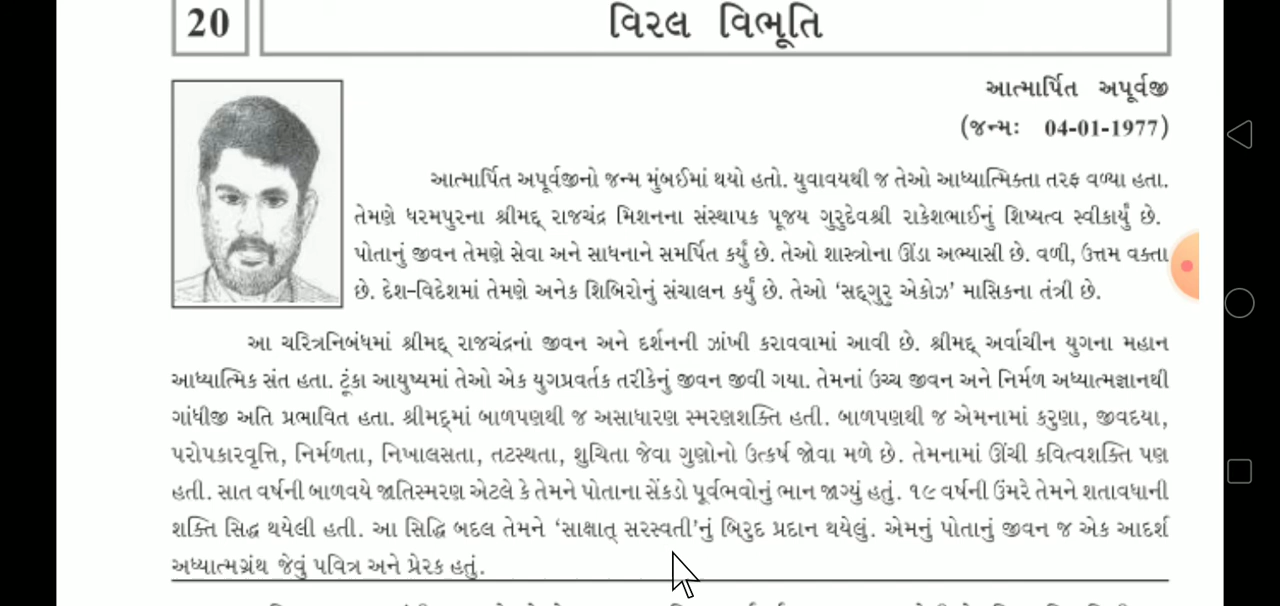 20
વિરલ વિભૂતિ
આત્માર્પિત અપૂર્વજી
(જન્મઃ 04-01-1977)
આત્માર્પિત અપૂર્વજીનો જન્મ મુંબઈમાં થયો હતો. યુવાવયથી જ તેઓ આધ્યાત્મિક્તા તરફ વળ્યા હતા.
તેમણે ધરમપુરના શ્રીમદ્ રાજચંદ્ર મિશનના સંસ્થાપક પૂજય ગુરુદેવશ્રી રાકેશભાઈનું શિષ્યત્વ સ્વીકાર્યું છે.
પોતાનું જીવન તેમણે સેવા અને સાધનાને સમર્પિત કર્યું છે. તેઓ શાસ્ત્રોના ઊંડા અભ્યાસી છે. વળી, ઉત્તમ વક્તા
છે. દેશ-વિદેશમાં તેમણે અનેક શિબિરોનું સંચાલન કર્યું છે. તેઓ ‘સદ્ગુરુ એકોઝ’ માસિકના તંત્રી છે.
આ ચરિત્રનિબંધમાં શ્રીમદ્ રાજચંદ્રનાં જીવન અને દર્શનની ઝાંખી કરાવવામાં આવી છે. શ્રીમદ્ અર્વાચીન યુગના મહાન
આધ્યાત્મિક સંત હતા. ટૂંકા આયુષ્યમાં તેઓ એક યુગપ્રવર્તક તરીકેનું જીવન જીવી ગયા. તેમનાં ઉચ્ચ જીવન અને નિર્મળ અધ્યાત્મજ્ઞાનથી
ગાંધીજી અતિ પ્રભાવિત હતા. શ્રીમદ્માં બાળપણથી જ અસાધારણ સ્મરણશક્તિ હતી. બાળપણથી જ એમનામાં કરુણા, જીવદયા,
પરોપકારવૃત્તિ, નિર્મળતા, નિખાલસતા, તટસ્થતા, શુચિતા જેવા ગુણોનો ઉત્કર્ષ જોવા મળે છે. તેમનામાં ઊંચી કવિત્વશક્તિ પણ
હતી. સાત વર્ષની બાળવયે જાતિસ્મરણ એટલે કે તેમને પોતાના સેંકડો પૂર્વભવોનું ભાન જાગ્યું હતું. ૧૯ વર્ષની ઉંમરે તેમને શતાવધાની
શક્તિ સિદ્ધ થયેલી હતી. આ સિદ્ધિ બદલ તેમને ‘સાક્ષાત્ સરસ્વતી’નું બિરુદ પ્રદાન થયેલું. એમનું પોતાનું જીવન જ એક આદર્શ
અધ્યાત્મગ્રંથ જેવું પવિત્ર અને પ્રેરક હતું.